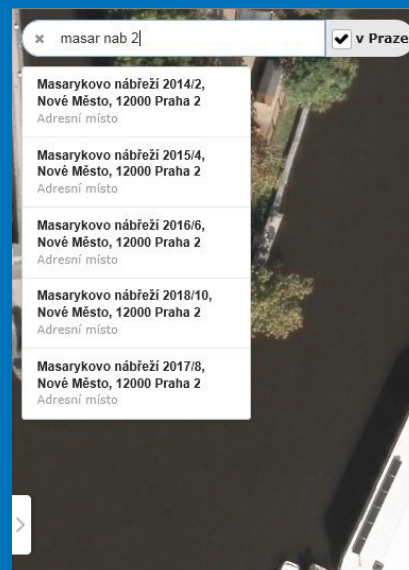 masar nab 2
v Praze
Masarykovo nábřeží 2014/2,
Nové Město, 12000 Praha 2
Adresní místo
Masarykovo nábřeží 2015/4,
Nové Město, 12000 Praha 2
Adresní místo
Masarykovo nábřeží 2016/6,
Nové Město, 12000 Praha 2
Adresní místo
Masarykovo nábřeží 2018/10,
Nové Město, 12000 Praha 2
Adresní místo
Masarykovo nábřeží 2017/8,
Nové Město, 12000 Praha 2
Adresní místo